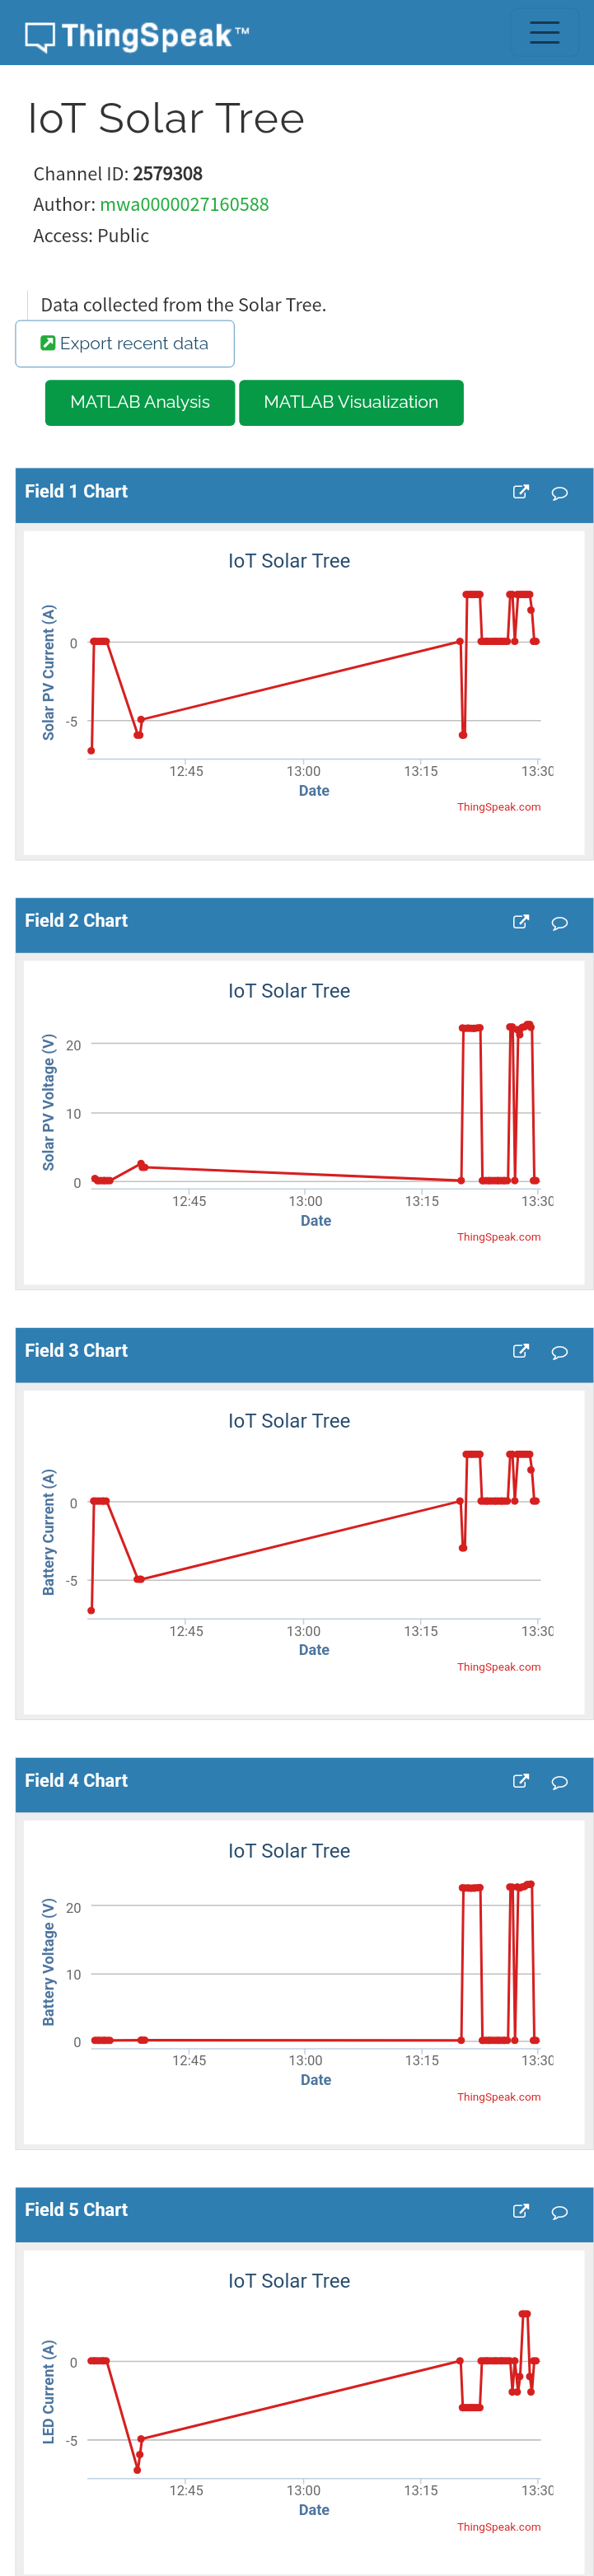 ThingSpeak™
IoT Solar Tree
Channel ID: 2579308
Author: mwa0000027160588
Access: Public
Data collected from the Solar Tree.
Export recent data
MATLAB Analysis
MATLAB Visualization
Field 1 Chart
IoT Solar Tree
Solar PV Current (A)
0
-5
12:45
13:00
13:15
13:30
Date
ThingSpeak.com
Field 2 Chart
IoT Solar Tree
Solar PV Voltage (V)
20
10
0
12:45
13:00
13:15
13:30
Date
ThingSpeak.com
Field 3 Chart
IoT Solar Tree
Battery Current (A)
0
-5
12:45
13:00
13:15
13:30
Date
ThingSpeak.com
Field 4 Chart
IoT Solar Tree
Battery Voltage (V)
20
10
0
12:45
13:00
13:15
13:30
Date
ThingSpeak.com
Field 5 Chart
IoT Solar Tree
LED Current (A)
0
-5
12:45
13:00
13:15
13:30
Date
ThingSpeak.com